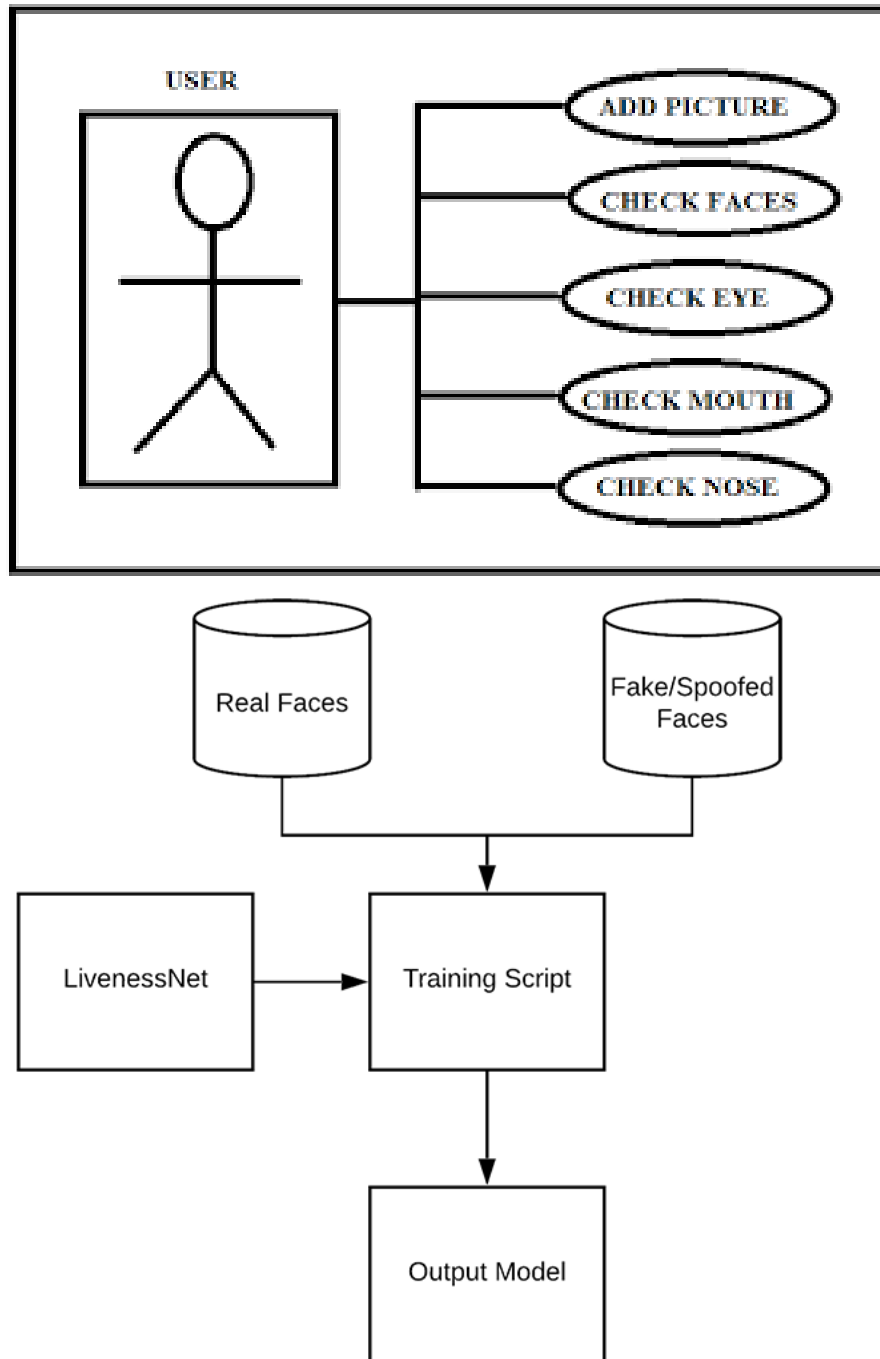 USER
ADD PICTURE
CHECK FACES
CHECK EYE
CHECK MOUTH
CHECK NOSE
Real Faces
Fake/Spoofed
Faces
LivenessNet
Training Script
Output Model